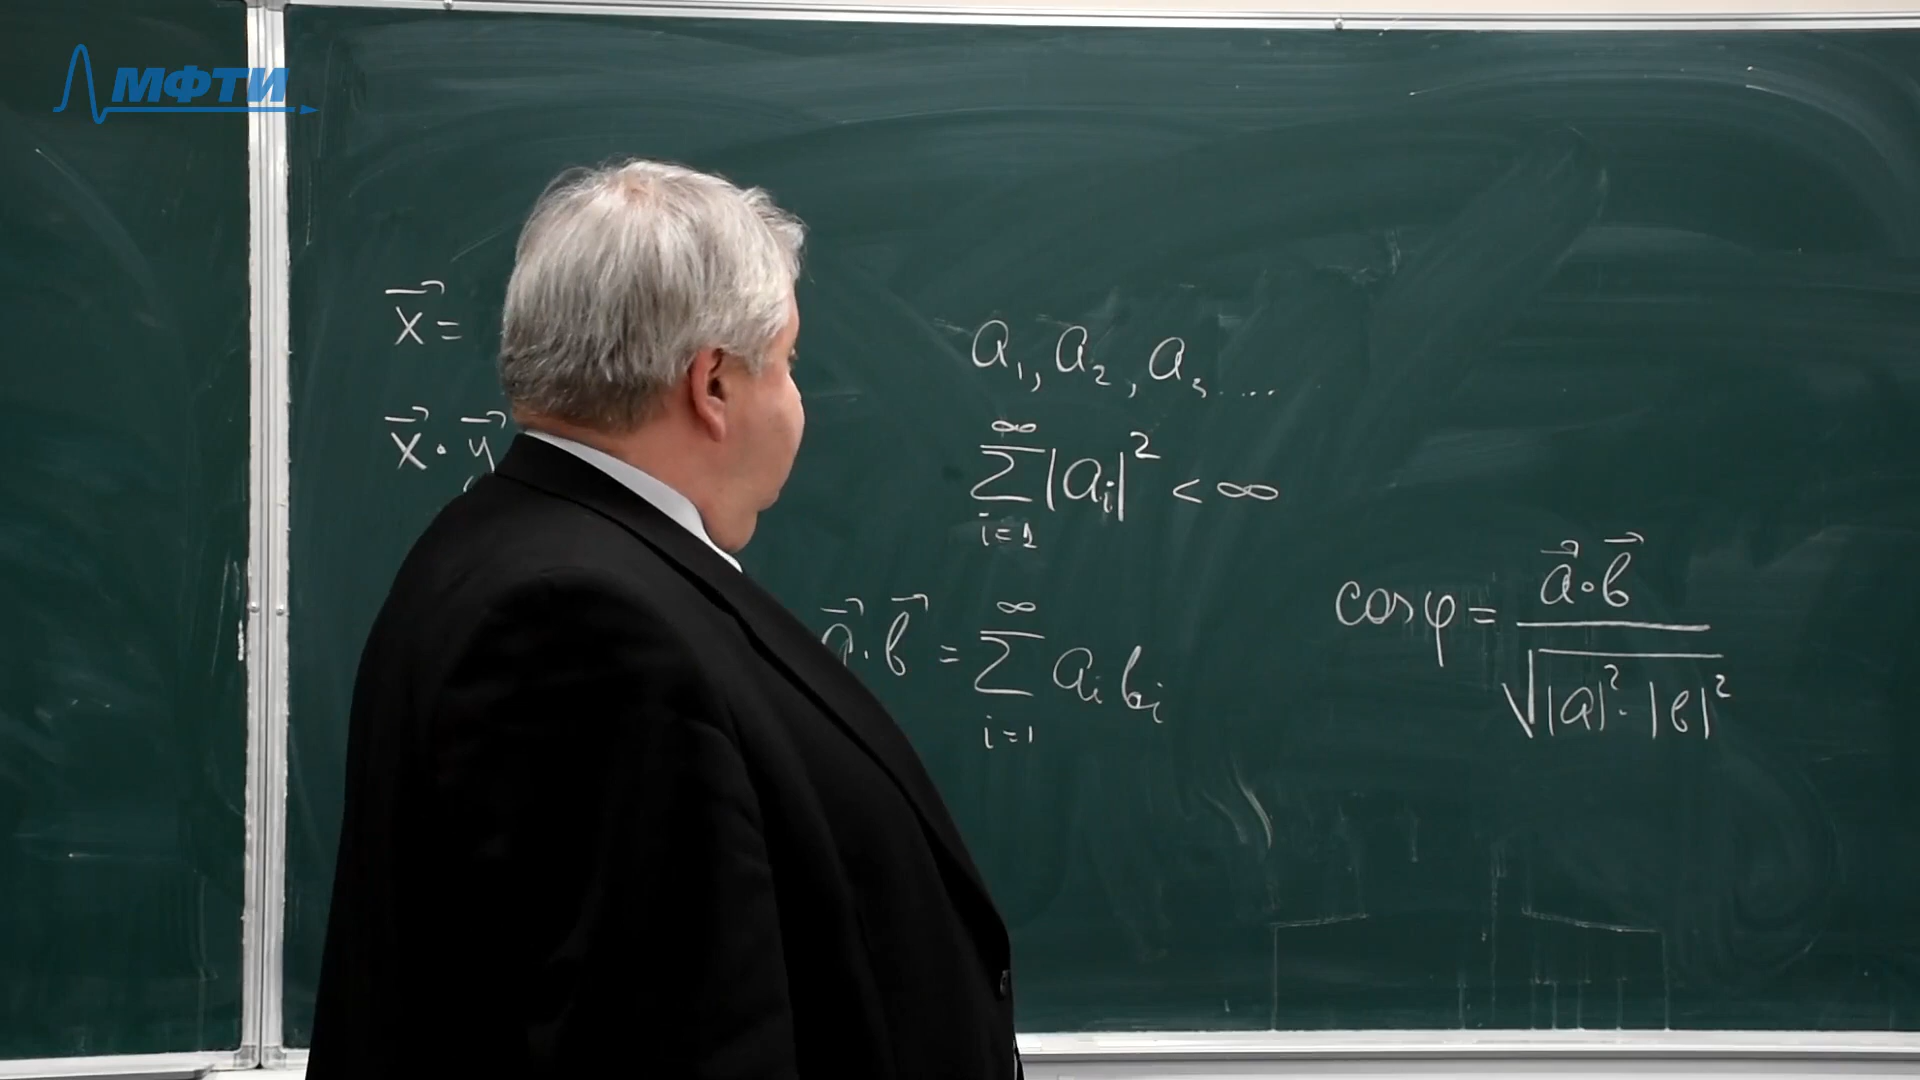 МФТИ
x⃗ =
x⃗ · y⃗
a₁, a₂, a₃ ....
∞
∑ |aᵢ|² < ∞
i=1
a⃗ · b⃗ = ∑ aᵢ bᵢ
∞
i=1
cos φ = a⃗ · b⃗
√|a|² · |b|²